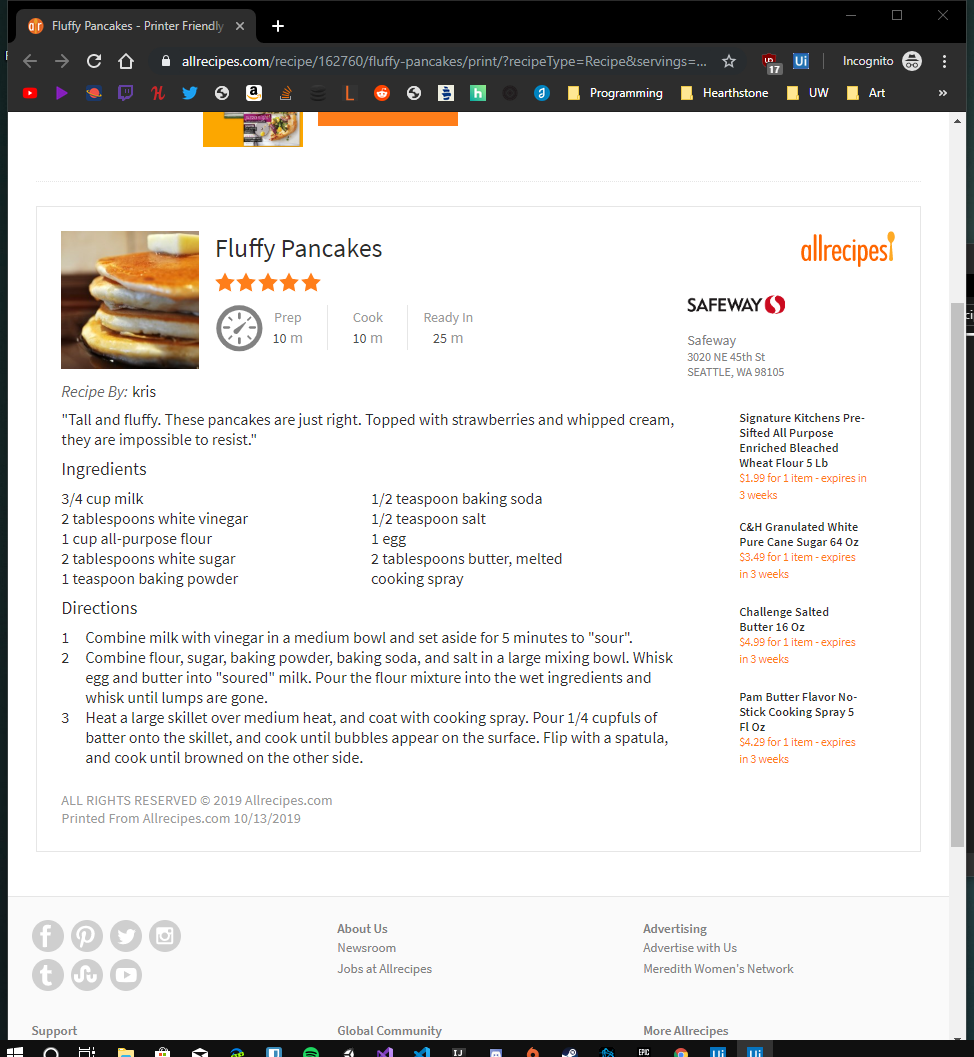 Fluffy Pancakes - Printer Friendly
allrecipes.com/recipe/162760/fluffy-pancakes/print/?recipeType=Recipe&servings=...
17
Ui
Incognito
Programming
Hearthstone
UW
Art
»
Fluffy Pancakes
allrecipes!
Prep
10 m
Cook
10 m
Ready In
25 m
SAFEWAY
Safeway
3020 NE 45th St
SEATTLE, WA 98105
Recipe By: kris
"Tall and fluffy. These pancakes are just right. Topped with strawberries and whipped cream,
they are impossible to resist."
Ingredients
3/4 cup milk
2 tablespoons white vinegar
1 cup all-purpose flour
2 tablespoons white sugar
1 teaspoon baking powder
1/2 teaspoon baking soda
1/2 teaspoon salt
1 egg
2 tablespoons butter, melted
cooking spray
Directions
1 Combine milk with vinegar in a medium bowl and set aside for 5 minutes to "sour".
2 Combine flour, sugar, baking powder, baking soda, and salt in a large mixing bowl. Whisk
egg and butter into "soured" milk. Pour the flour mixture into the wet ingredients and
whisk until lumps are gone.
3 Heat a large skillet over medium heat, and coat with cooking spray. Pour 1/4 cupfuls of
batter onto the skillet, and cook until bubbles appear on the surface. Flip with a spatula,
and cook until browned on the other side.
Signature Kitchens Pre-
Sifted All Purpose
Enriched Bleached
Wheat Flour 5 Lb
$1.99 for 1 item - expires in
3 weeks
C&H Granulated White
Pure Cane Sugar 64 Oz
$3.49 for 1 item - expires
in 3 weeks
Challenge Salted
Butter 16 Oz
$4.99 for 1 item - expires
in 3 weeks
Pam Butter Flavor No-
Stick Cooking Spray 5
Fl Oz
$4.29 for 1 item - expires
in 3 weeks
ALL RIGHTS RESERVED © 2019 Allrecipes.com
Printed From Allrecipes.com 10/13/2019
About Us
Newsroom
Jobs at Allrecipes
Advertising
Advertise with Us
Meredith Women's Network
Support
Global Community
More Allrecipes
IJ
EPIC
Ui
Ui